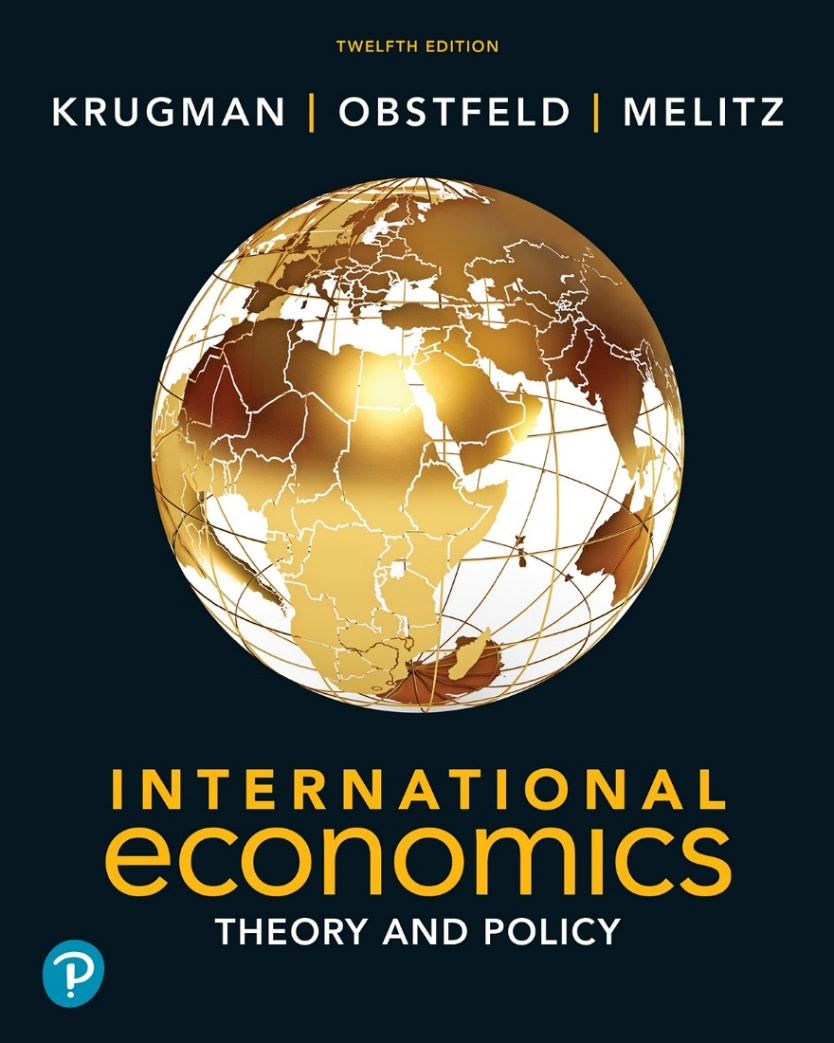 TWELFTH EDITION
KRUGMAN | OBSTFELD | MELITZ
INTERNATIONAL
economics
THEORY AND POLICY
P